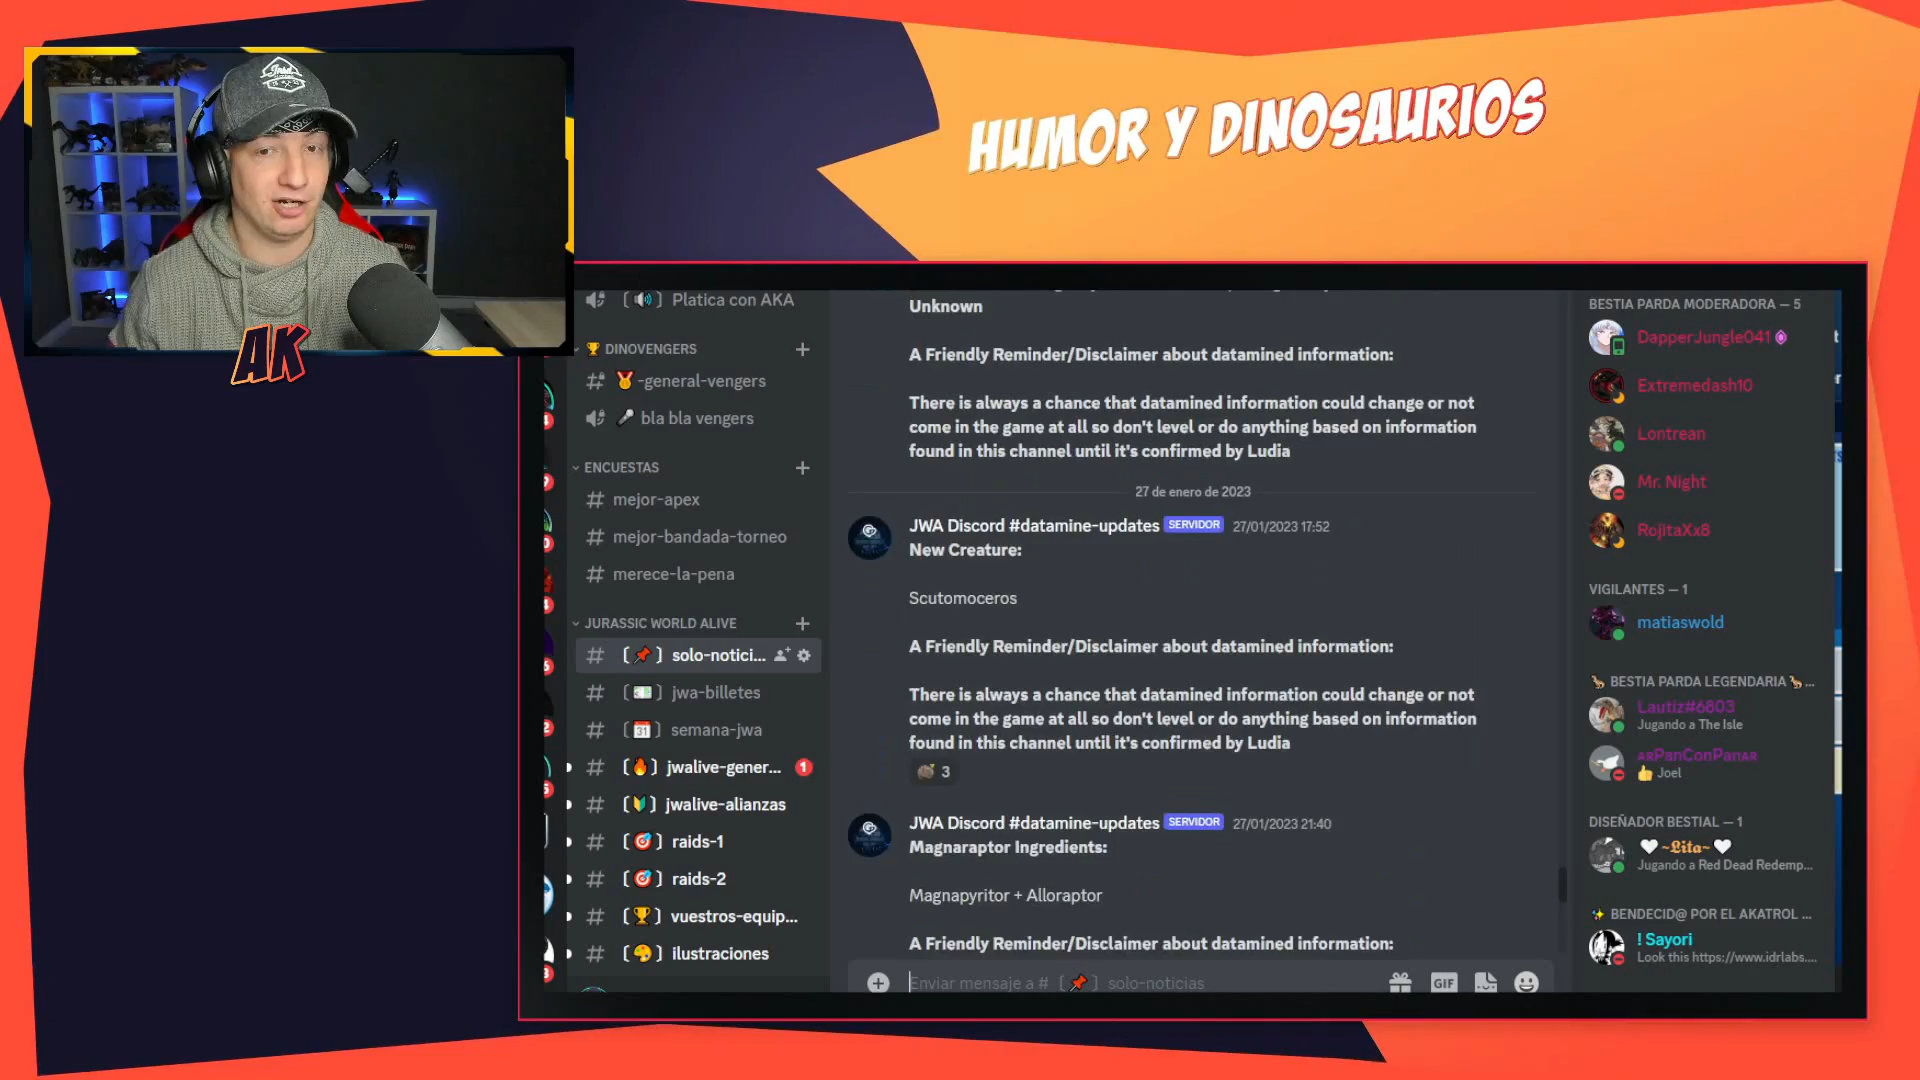 HUMOR Y DINOSAURIOS
AK
Platica con AKA
DINOVENGERS
-general-vengers
bla bla vengers
ENCUESTAS
# mejor-apex
# mejor-bandada-torneo
# merece-la-pena
JURASSIC WORLD ALIVE
# solo-notici...
# jwa-billetes
# semana-jwa
# jwalive-gener... 1
# jwalive-alianzas
# raids-1
# raids-2
# vuestros-equip...
# ilustraciones
Unknown
A Friendly Reminder/Disclaimer about datamined information:
There is always a chance that datamined information could change or not
come in the game at all so don't level or do anything based on information
found in this channel until it's confirmed by Ludia
27 de enero de 2023
JWA Discord #datamine-updates SERVIDOR 27/01/2023 17:52
New Creature:
Scutomoceros
A Friendly Reminder/Disclaimer about datamined information:
There is always a chance that datamined information could change or not
come in the game at all so don't level or do anything based on information
found in this channel until it's confirmed by Ludia
3
JWA Discord #datamine-updates SERVIDOR 27/01/2023 21:40
Magnaraptor Ingredients:
Magnapyritor + Alloraptor
A Friendly Reminder/Disclaimer about datamined information:
Enviar mensaje a # solo-noticias
GIF
BESTIA PARDA MODERADORA — 5
DapperJungle041
Extremedash10
Lontrean
Mr. Night
RojitaXx8
VIGILANTES — 1
matiaswold
BESTIA PARDA LEGENDARIA ...
Lautiz#6803
Jugando a The Isle
ᴀʀPanConPanᴀʀ
Joel
DISEÑADOR BESTIAL — 1
~Lita~
Jugando a Red Dead Redemp...
BENDECID@ POR EL AKATROL ...
! Sayori
Look this https://www.idrlabs....